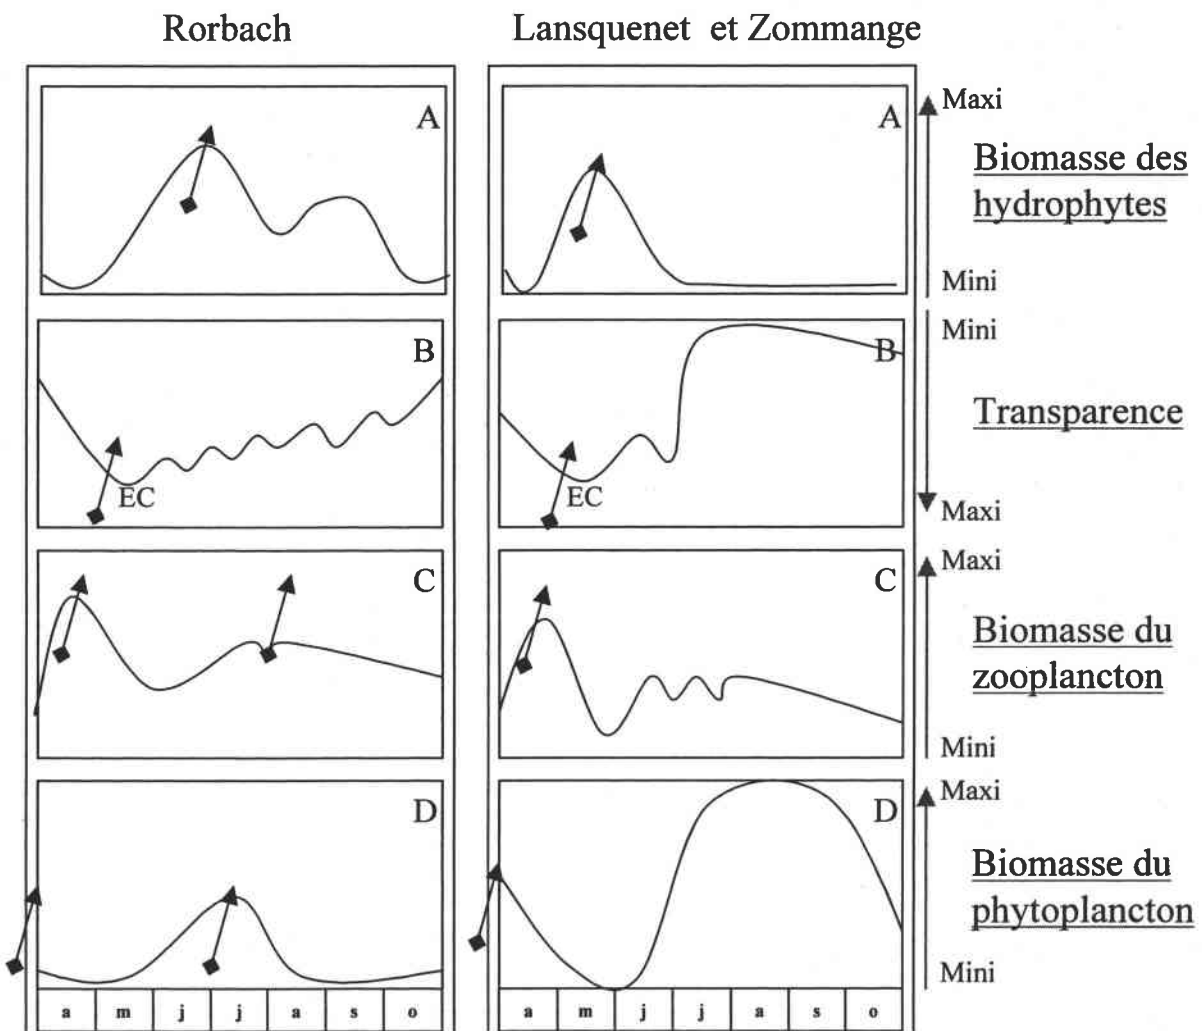 Rorbach
Lansquenet et Zommange
A
A
Maxi
Biomasse des
hydrophytes
Mini
B
EC
B
EC
Mini
Transparence
Maxi
C
C
Maxi
Biomasse du
zooplancton
Mini
D
D
Maxi
Biomasse du
phytoplancton
Mini
a m j j a s o
a m j j a s o